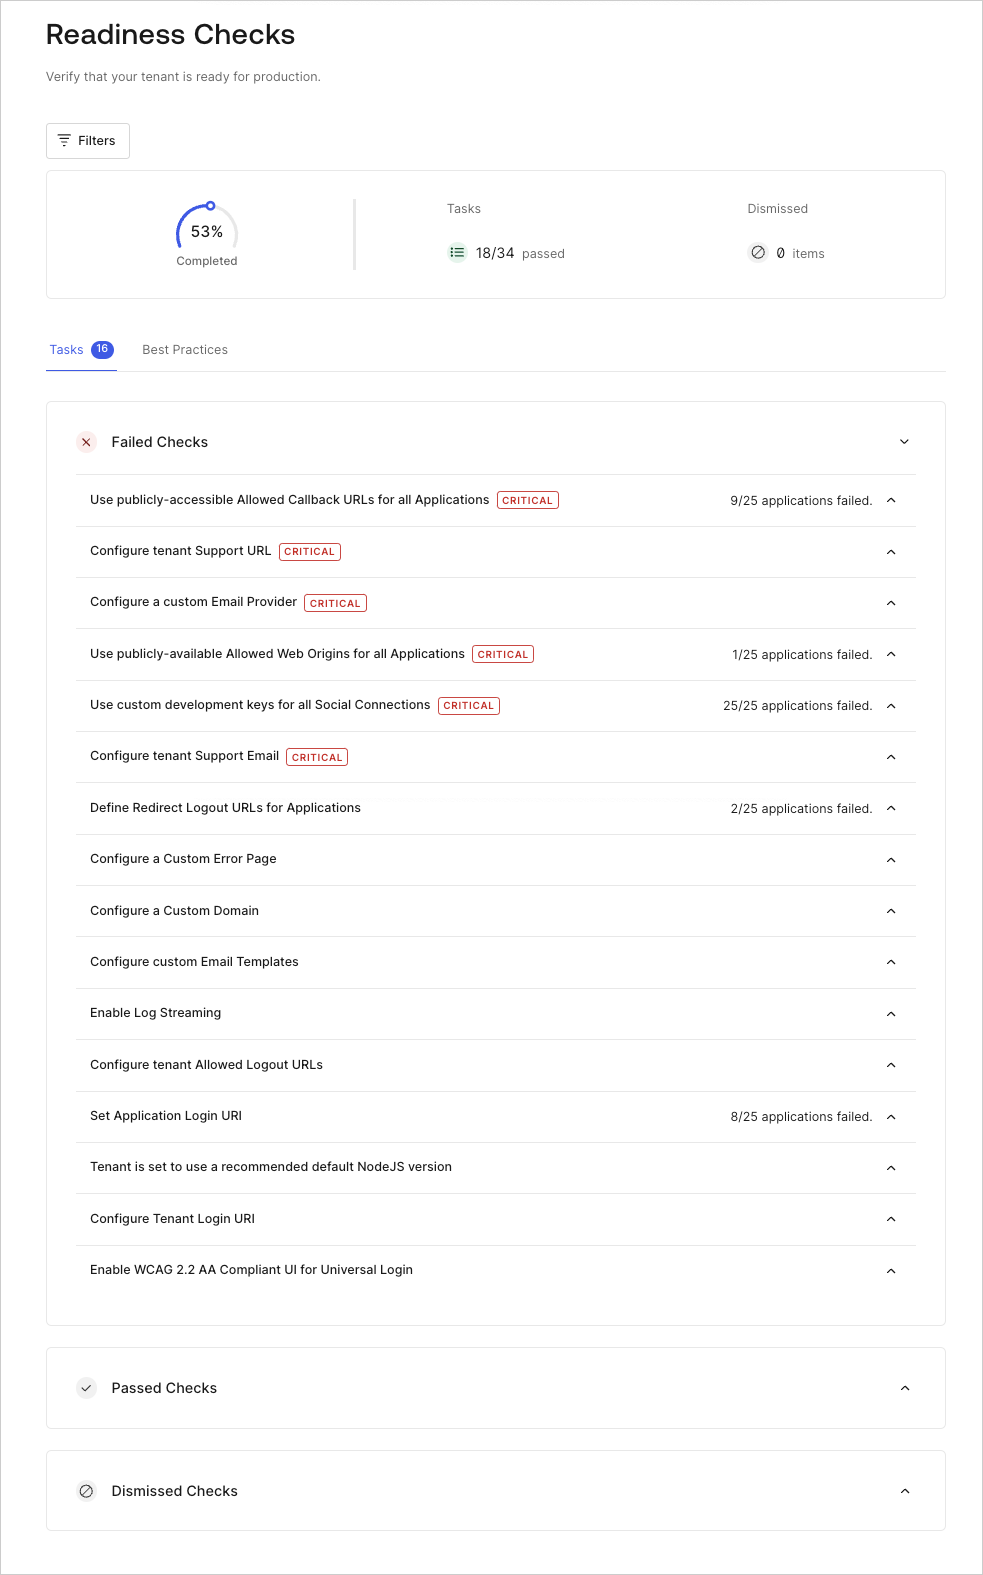 Readiness Checks
Verify that your tenant is ready for production.
Filters
53%
Completed
Tasks
18/34 passed
Dismissed
0 items
Tasks 16 Best Practices
Failed Checks
Use publicly-accessible Allowed Callback URLs for all Applications CRITICAL 9/25 applications failed.
Configure tenant Support URL CRITICAL
Configure a custom Email Provider CRITICAL
Use publicly-available Allowed Web Origins for all Applications CRITICAL 1/25 applications failed.
Use custom development keys for all Social Connections CRITICAL 25/25 applications failed.
Configure tenant Support Email CRITICAL
Define Redirect Logout URLs for Applications 2/25 applications failed.
Configure a Custom Error Page
Configure a Custom Domain
Configure custom Email Templates
Enable Log Streaming
Configure tenant Allowed Logout URLs
Set Application Login URI 8/25 applications failed.
Tenant is set to use a recommended default NodeJS version
Configure Tenant Login URI
Enable WCAG 2.2 AA Compliant UI for Universal Login
Passed Checks
Dismissed Checks